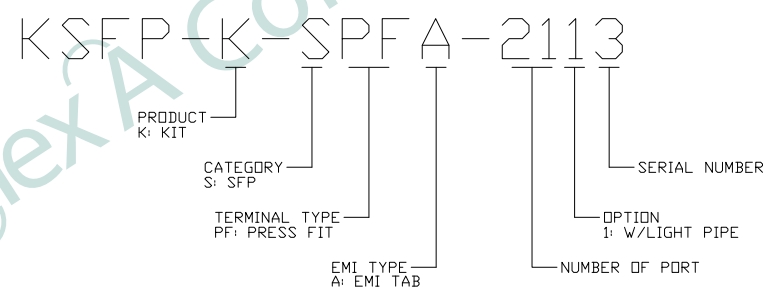 KSFP-K-SPFA-2113
PRODUCT
K: KIT
CATEGORY
S: SFP
SERIAL NUMBER
TERMINAL TYPE
PF: PRESS FIT
OPTION
1: W/LIGHT PIPE
EMI TYPE
A: EMI TAB
NUMBER OF PORT